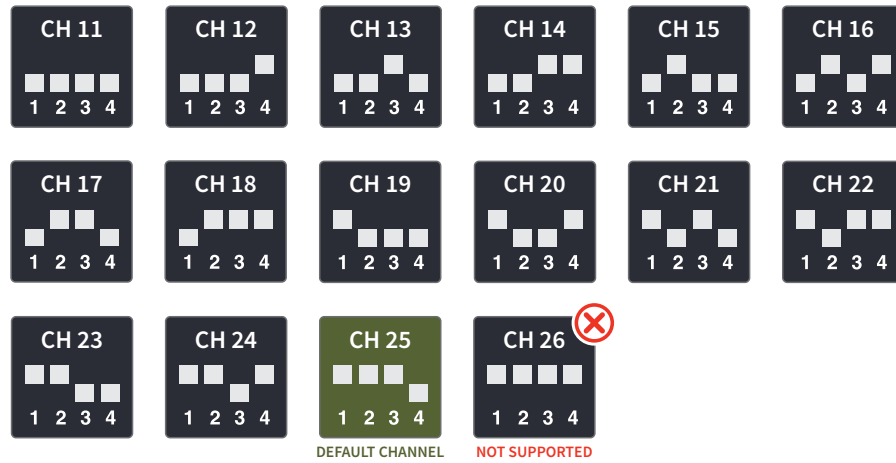 CH 11 CH 12 CH 13 CH 14 CH 15 CH 16
1 2 3 4 1 2 3 4 1 2 3 4 1 2 3 4 1 2 3 4 1 2 3 4
CH 17 CH 18 CH 19 CH 20 CH 21 CH 22
1 2 3 4 1 2 3 4 1 2 3 4 1 2 3 4 1 2 3 4 1 2 3 4
CH 23 CH 24 CH 25 CH 26
1 2 3 4 1 2 3 4 1 2 3 4 1 2 3 4
DEFAULT CHANNEL NOT SUPPORTED